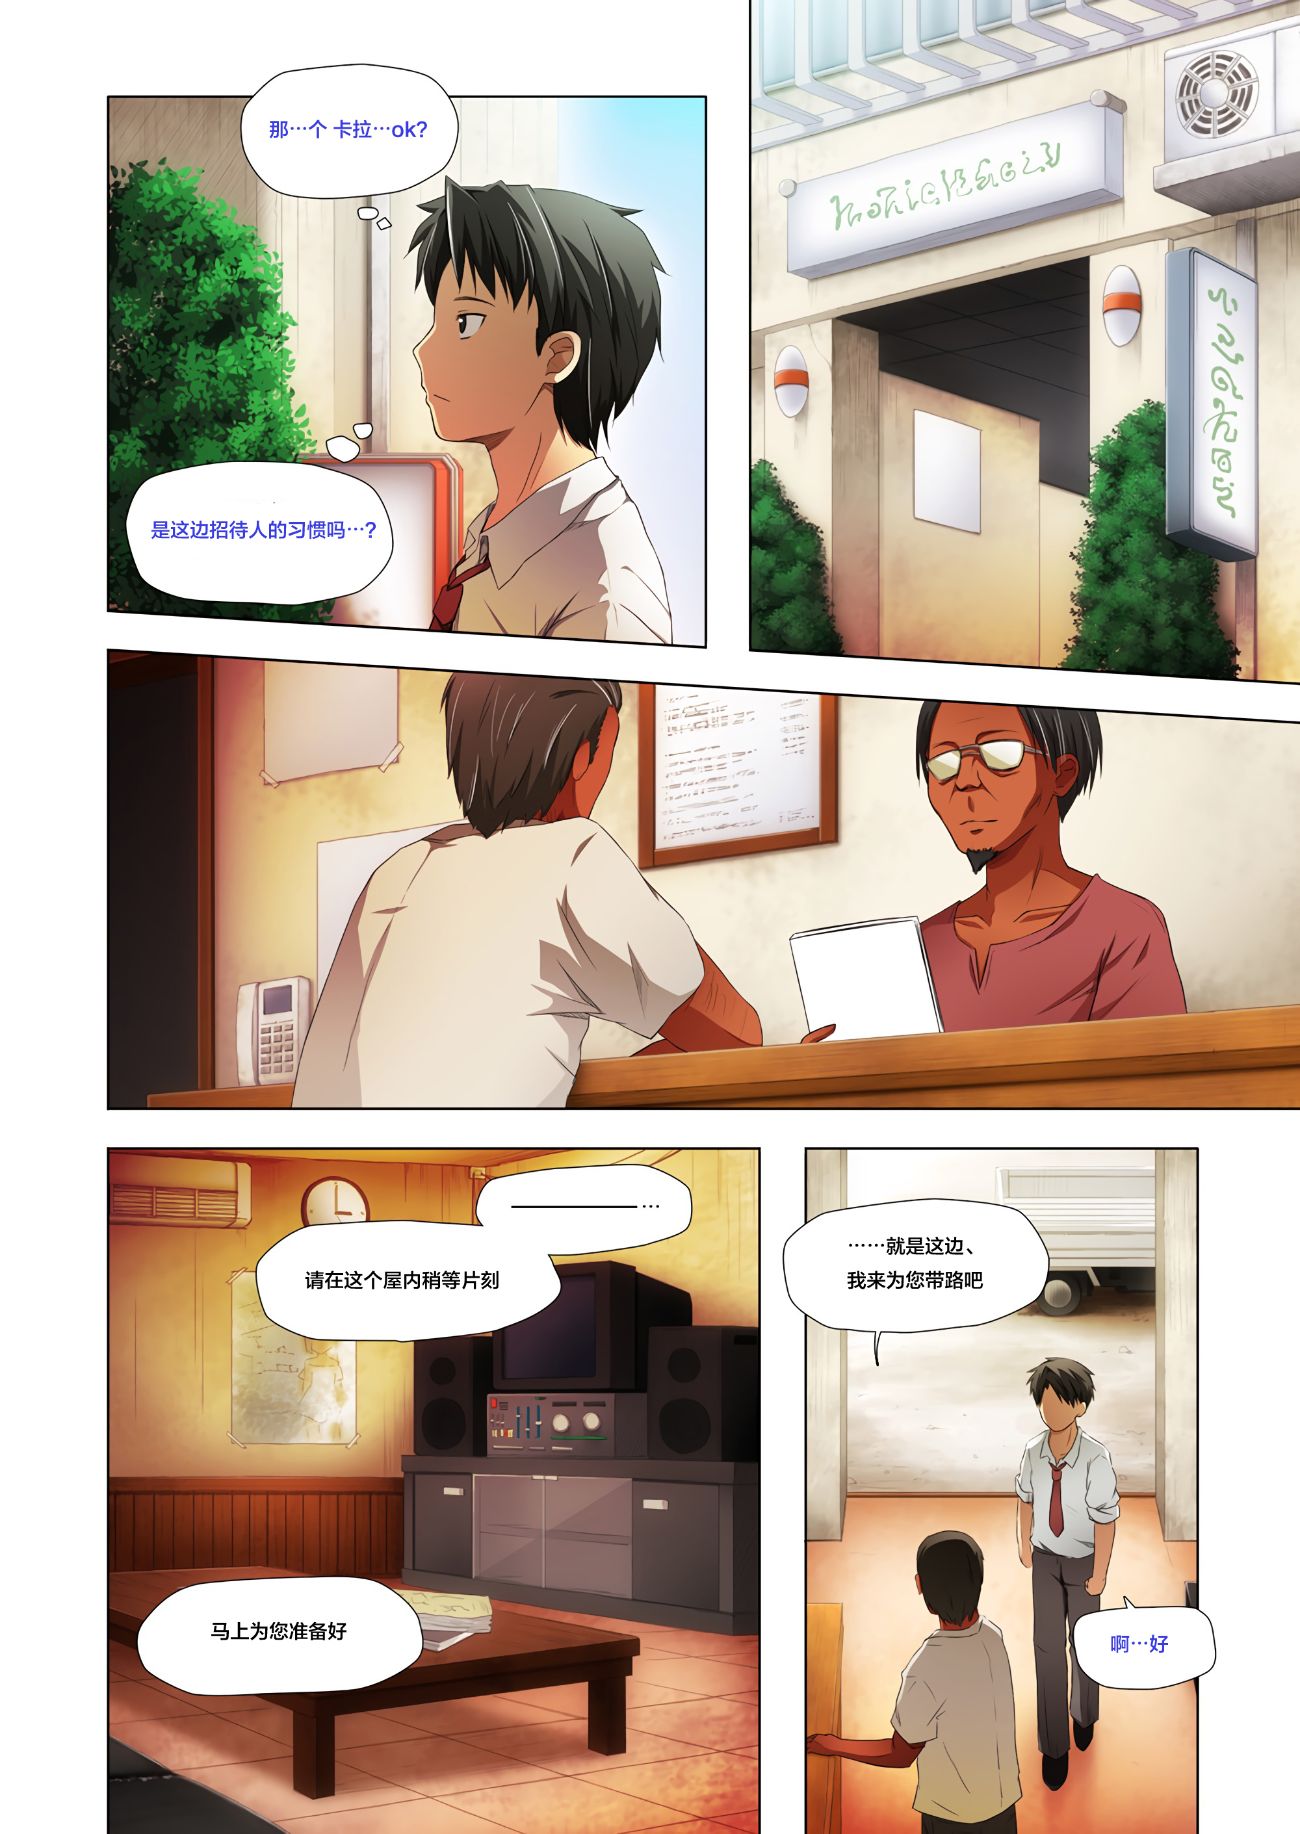 那…个 卡拉…ok?
是这边招待人的习惯吗…?
……就是这边、
我来为您带路吧
啊…好
————…
请在这个屋内稍等片刻
马上为您准备好